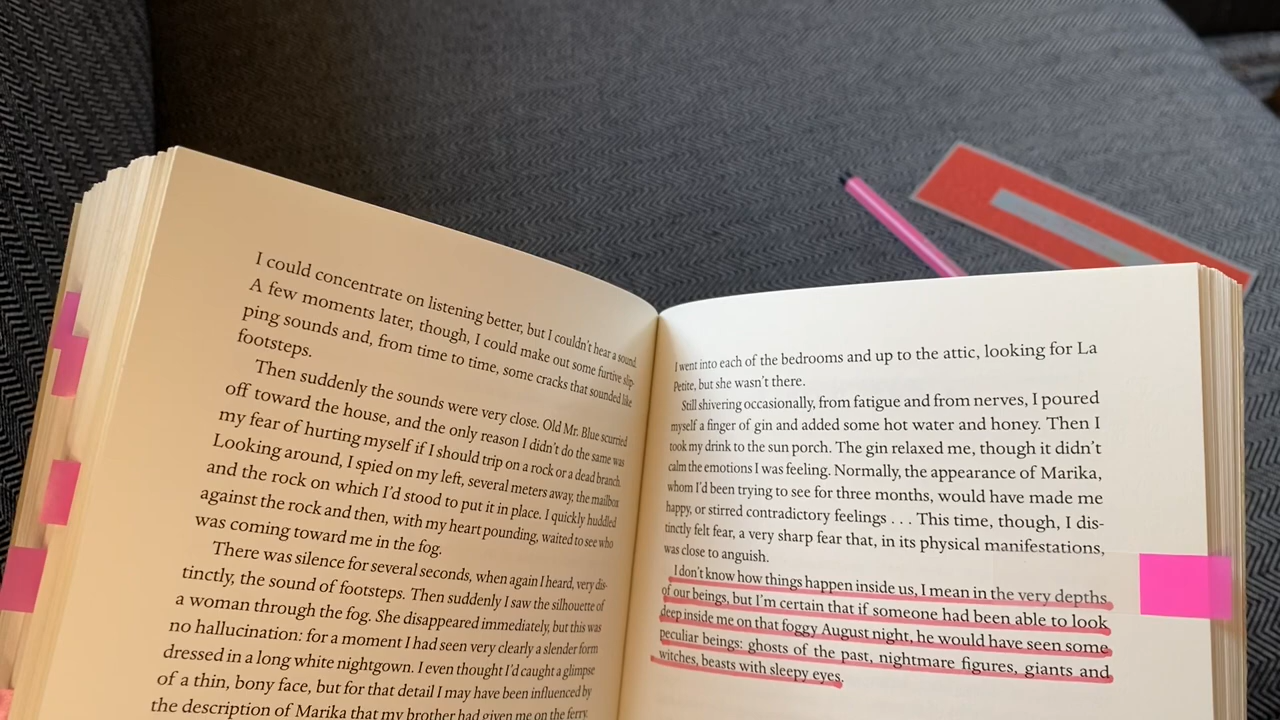 I could concentrate on listening better, but I couldn't hear a sound.
A few moments later, though, I could make out some furtive slip-
ping sounds and, from time to time, some cracks that sounded like
footsteps.
Then suddenly the sounds were very close. Old Mr. Blue scurried
off toward the house, and the only reason I didn't do the same was
my fear of hurting myself if I should trip on a rock or a dead branch.
Looking around, I spied on my left, several meters away, the mailbox
and the rock on which I'd stood to put it in place. I quickly huddled
against the rock and then, with my heart pounding, waited to see who
was coming toward me in the fog.
There was silence for several seconds, when again I heard, very dis-
tinctly, the sound of footsteps. Then suddenly I saw the silhouette of
a woman through the fog. She disappeared immediately, but this was
no hallucination: for a moment I had seen very clearly a slender form
dressed in a long white nightgown. I even thought I'd caught a glimpse
of a thin, bony face, but for that detail I may have been influenced by
the description of Marika that my brother had given me on the ferry.
I went into each of the bedrooms and up to the attic, looking for La
Petite, but she wasn't there.
Still shivering occasionally, from fatigue and from nerves, I poured
myself a finger of gin and added some hot water and honey. Then I
took my drink to the sun porch. The gin relaxed me, though it didn't
calm the emotions I was feeling. Normally, the appearance of Marika,
whom I'd been trying to see for three months, would have made me
happy, or stirred contradictory feelings . . . This time, though, I dis-
tinctly felt fear, a very sharp fear that, in its physical manifestations,
was close to anguish.
I don't know how things happen inside us, I mean in the very depths
of our beings, but I'm certain that if someone had been able to look
deep inside me on that foggy August night, he would have seen some
peculiar beings: ghosts of the past, nightmare figures, giants and
witches, beasts with sleepy eyes.